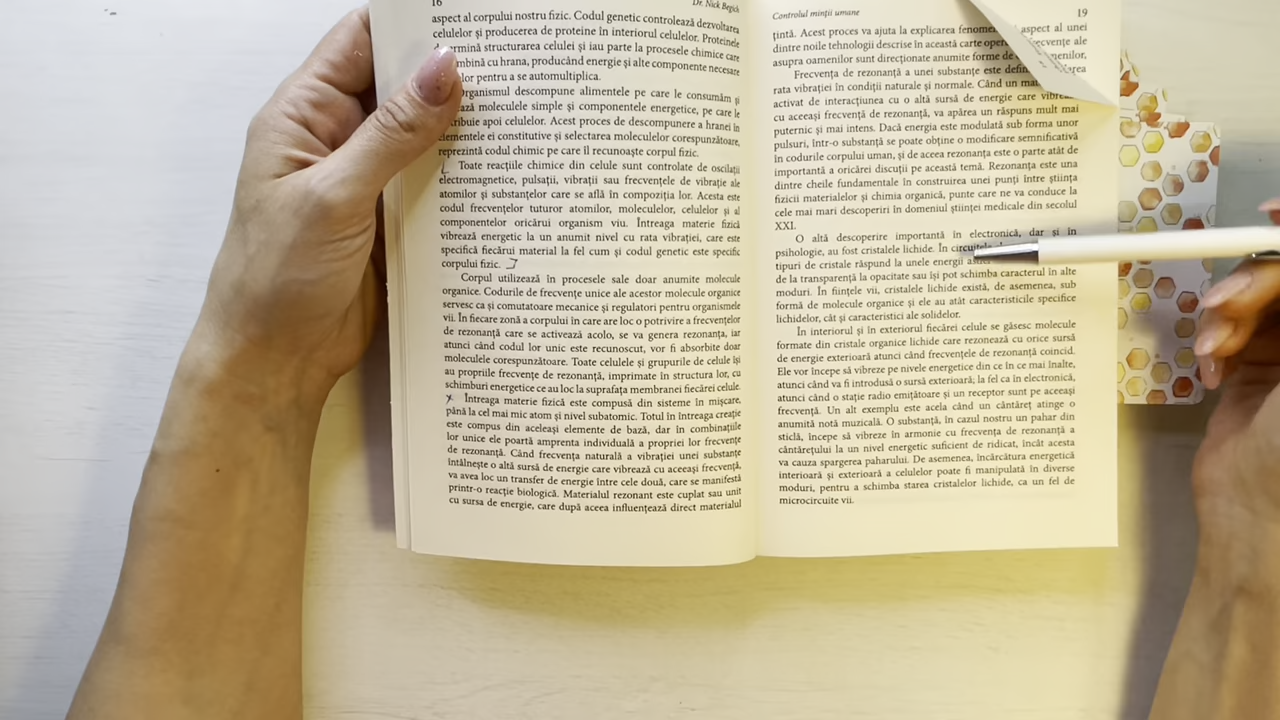 16
Dr. Nick Begich
aspect al corpului nostru fizic. Codul genetic controlează dezvoltarea
celulelor și producerea de proteine în interiorul celulelor. Proteinele
structurarea celulei și iau parte la procesele chimice care
cu hrana, producând energie și alte componente necesare
pentru a se automultiplica.
Organismul descompune alimentele pe care le consumăm și
moleculele simple și componentele energetice, pe care le
apoi celulelor. Acest proces de descompunere a hranei în
elementele ei constitutive și selectarea moleculelor corespunzătoare,
reprezintă codul chimic pe care îl recunoaște corpul fizic.
Toate reacțiile chimice din celule sunt controlate de oscilații
electromagnetice, pulsații, vibrații sau frecvențele de vibrație ale
atomilor și substanțelor care se află în compoziția lor. Acesta este
codul frecvențelor tuturor atomilor, moleculelor, celulelor și al
componentelor oricărui organism viu. Întreaga materie fizică
vibrează energetic la un anumit nivel cu rata vibrației, care este
specifică fiecărui material la fel cum și codul genetic este specific
corpului fizic.
Corpul utilizează în procesele sale doar anumite molecule
organice. Codurile de frecvențe unice ale acestor molecule organice
servesc ca și comutatoare mecanice și regulatori pentru organismele
vii. În fiecare zonă a corpului în care are loc o potrivire a frecvențelor
de rezonanță care se activează acolo, se va genera rezonanța, iar
atunci când codul lor unic este recunoscut, vor fi absorbite doar
moleculele corespunzătoare. Toate celulele și grupurile de celule își
au propriile frecvențe de rezonanță, imprimate în structura lor, cu
schimburi energetice ce au loc la suprafața membranei fiecărei celule.
x Întreaga materie fizică este compusă din sisteme în mișcare,
până la cel mai mic atom și nivel subatomic. Totul în întreaga creație
este compus din aceleași elemente de bază, dar în combinațiile
lor unice ele poartă amprenta individuală a propriei lor frecvențe
de rezonanță. Când frecvența naturală a vibrației unei substanțe
întâlnește o altă sursă de energie care vibrează cu aceeași frecvență,
va avea loc un transfer de energie între cele două, care se manifestă
printr-o reacție biologică. Materialul rezonant este cuplat sau unit
cu sursa de energie, care după aceea influențează direct materialul
Controlul minții umane
19
țintă. Acest proces va ajuta la explicarea aspect al unei
dintre noile tehnologii descrise în această carte frecvențe ale
asupra oamenilor sunt direcționate anumite forme de
Frecvența de rezonanță a unei substanțe este
rata vibrației în condiții naturale și normale. Când un
activat de interacțiunea cu o altă sursă de energie care vibrează
cu aceeași frecvență de rezonanță, va apărea un răspuns mult mai
puternic și mai intens. Dacă energia este modulată sub forma unor
pulsuri, într-o substanță se poate obține o modificare semnificativă
în codurile corpului uman, și de aceea rezonanța este o parte atât de
importantă a oricărei discuții pe această temă. Rezonanța este una
dintre cheile fundamentale în construirea unei punți între știința
fizicii materialelor și chimia organică, punte care ne va conduce la
cele mai mari descoperiri în domeniul științei medicale din secolul
XXI.
O altă descoperire importantă în electronică, dar și în
psihologie, au fost cristalele lichide. În circuitele
tipuri de cristale răspund la unele energii
de la transparență la opacitate sau își pot schimba caracterul în alte
moduri. În ființele vii, cristalele lichide există, de asemenea, sub
formă de molecule organice și ele au atât caracteristicile specifice
lichidelor, cât și caracteristici ale solidelor.
În interiorul și în exteriorul fiecărei celule se găsesc molecule
formate din cristale organice lichide care rezonează cu orice sursă
de energie exterioară atunci când frecvențele de rezonanță coincid.
Ele vor începe să vibreze pe nivele energetice din ce în ce mai înalte,
atunci când va fi introdusă o sursă exterioară; la fel ca în electronică,
atunci când o stație radio emițătoare și un receptor sunt pe aceeași
frecvență. Un alt exemplu este acela când un cântăreț atinge o
anumită notă muzicală. O substanță, în cazul nostru un pahar din
sticlă, începe să vibreze în armonie cu frecvența de rezonanță a
cântărețului la un nivel energetic suficient de ridicat, încât acesta
va cauza spargerea paharului. De asemenea, încărcătura energetică
interioară și exterioară a celulelor poate fi manipulată în diverse
moduri, pentru a schimba starea cristalelor lichide, ca un fel de
microcircuite vii.